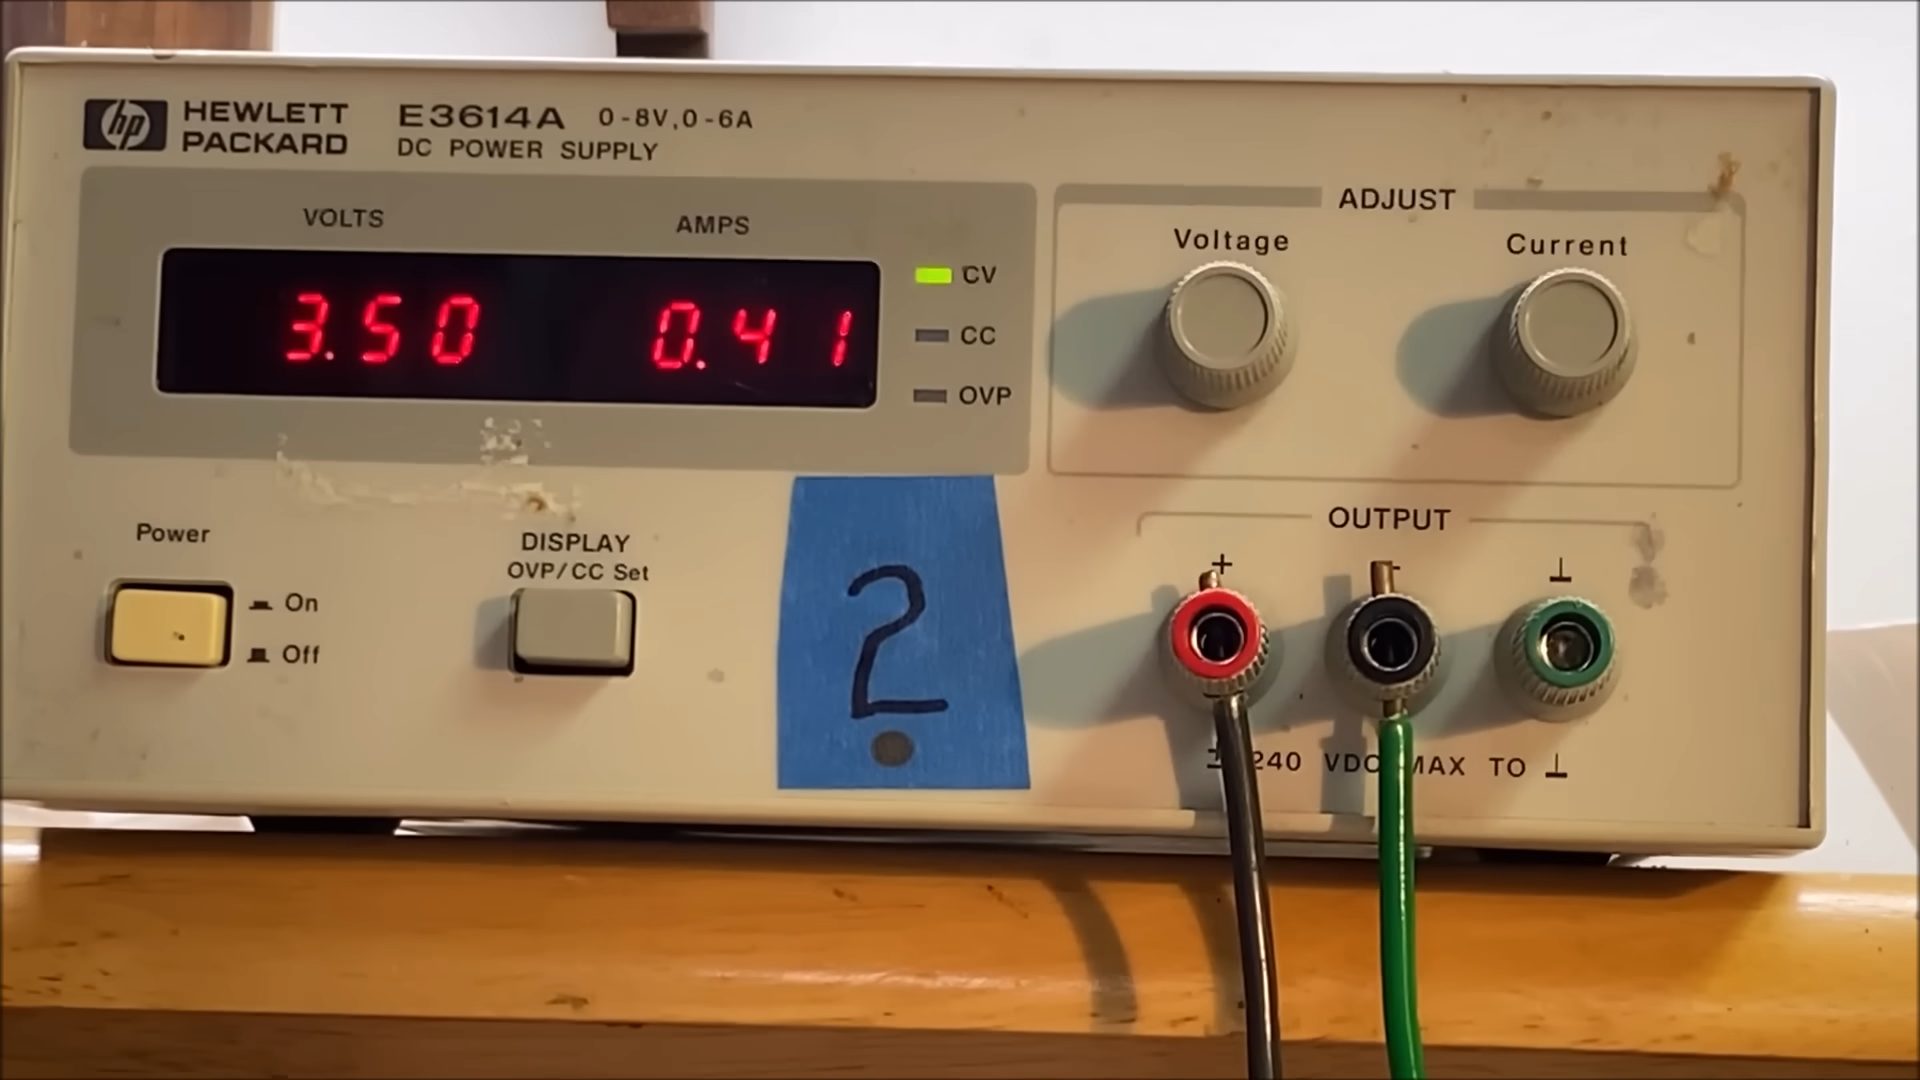 hp HEWLETT PACKARD
E3614A 0-8V,0-6A
DC POWER SUPPLY
VOLTS AMPS
3.50 0.41
CV
CC
OVP
ADJUST
Voltage Current
Power
On
Off
DISPLAY
OVP/CC Set
2
OUTPUT
+ - ⊥
240 VDC MAX TO ⊥